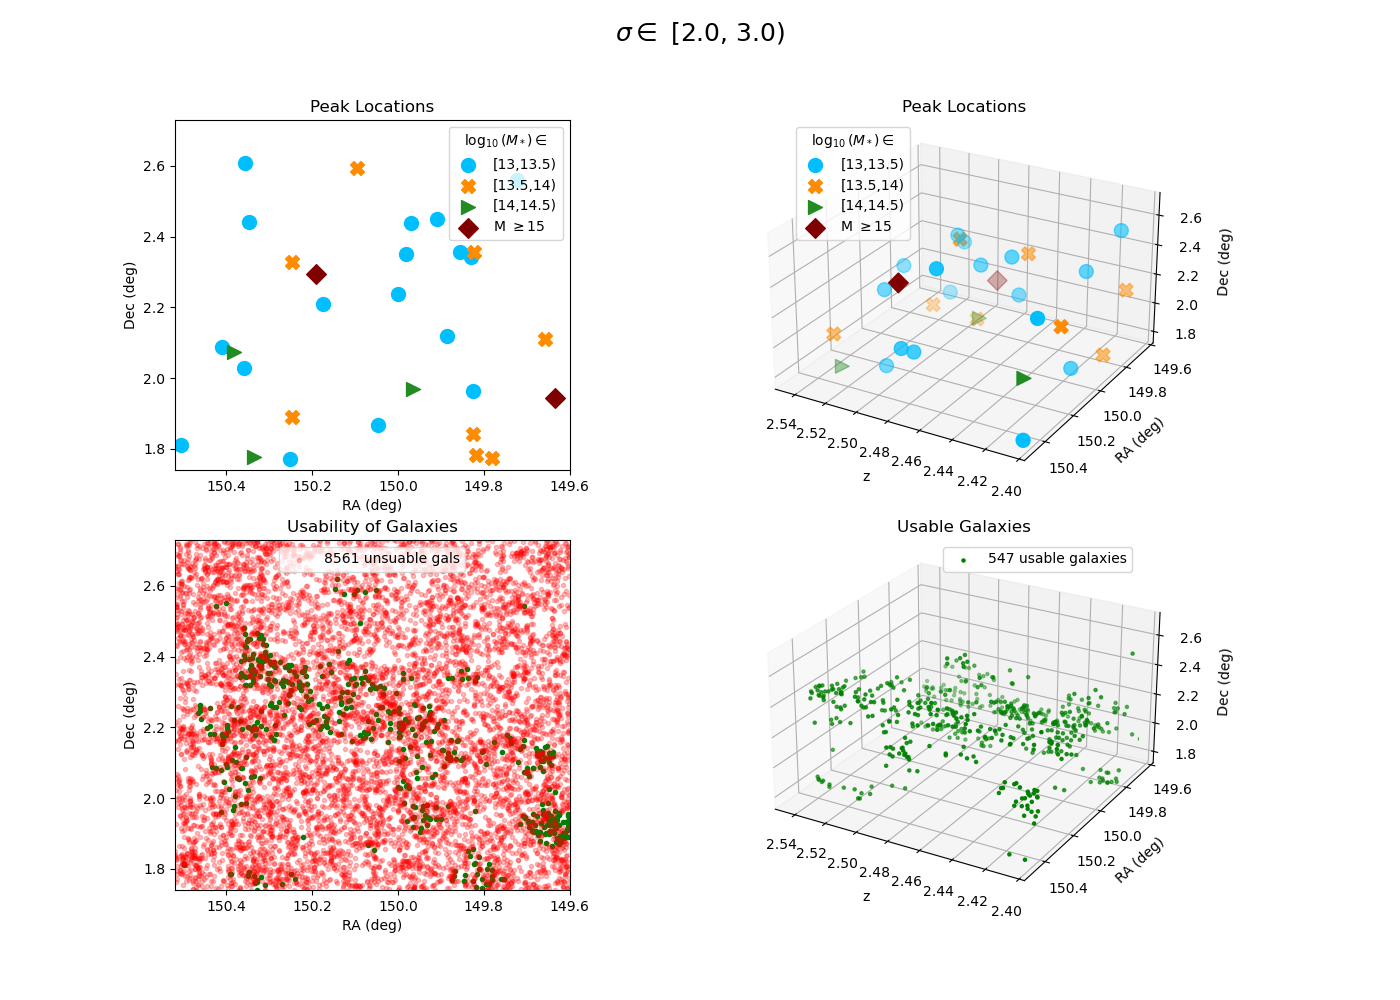 σ ∈ [2.0, 3.0)
Peak Locations
log₁₀(M*) ∈
[13,13.5)
[13.5,14)
[14,14.5)
M ≥15
2.6
2.4
2.2
2.0
1.8
Dec (deg)
150.4 150.2 150.0 149.8 149.6
RA (deg)
Peak Locations
log₁₀(M*) ∈
[13,13.5)
[13.5,14)
[14,14.5)
M ≥15
2.6
2.4
2.2
2.0
1.8
Dec (deg)
149.6
149.8
150.0
150.2
150.4
RA (deg)
2.54 2.52 2.50 2.48 2.46 2.44 2.42 2.40
z
Usability of Galaxies
8561 unsuable gals
2.6
2.4
2.2
2.0
1.8
Dec (deg)
150.4 150.2 150.0 149.8 149.6
RA (deg)
Usable Galaxies
547 usable galaxies
2.6
2.4
2.2
2.0
1.8
Dec (deg)
149.6
149.8
150.0
150.2
150.4
RA (deg)
2.54 2.52 2.50 2.48 2.46 2.44 2.42 2.40
z